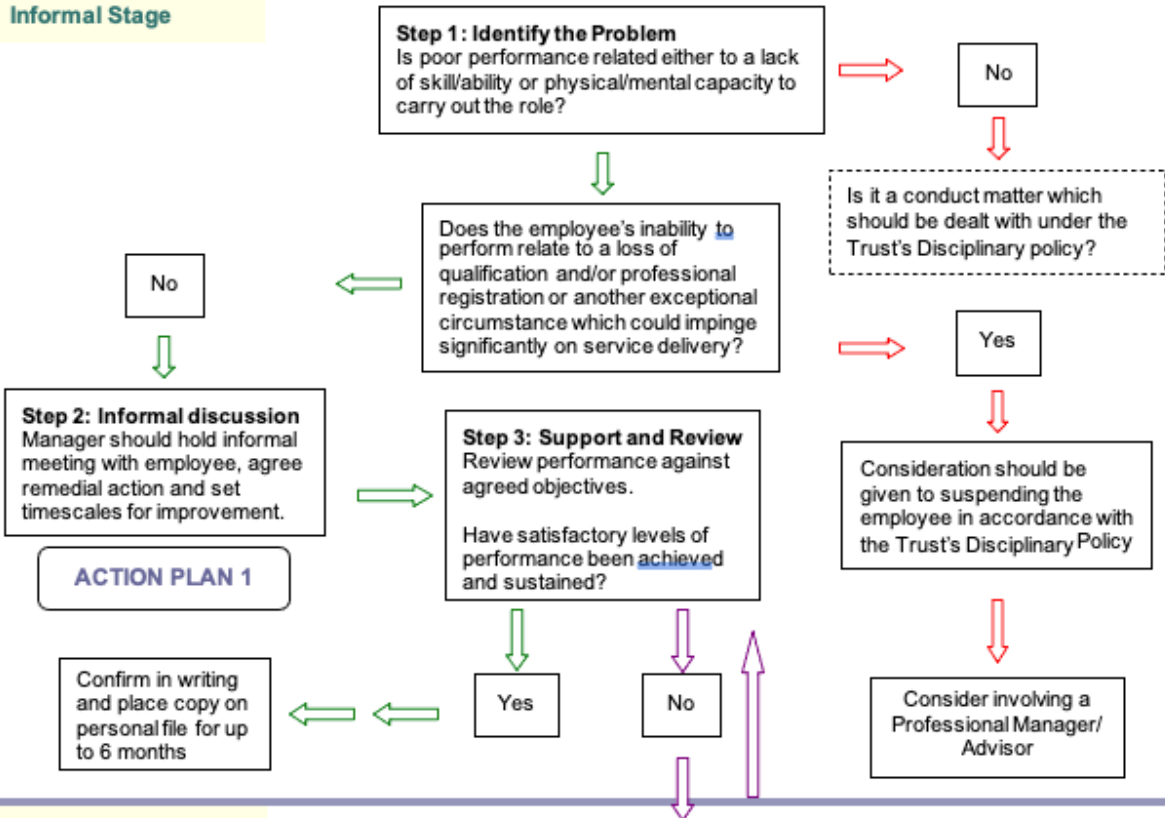 Informal Stage
Step 1: Identify the Problem
Is poor performance related either to a lack
of skill/ability or physical/mental capacity to
carry out the role?
No
Is it a conduct matter which
should be dealt with under the
Trust's Disciplinary policy?
Does the employee's inability to
perform relate to a loss of
qualification and/or professional
registration or another exceptional
circumstance which could impinge
significantly on service delivery?
No
Yes
Step 2: Informal discussion
Manager should hold informal
meeting with employee, agree
remedial action and set
timescales for improvement.
ACTION PLAN 1
Step 3: Support and Review
Review performance against
agreed objectives.
Have satisfactory levels of
performance been achieved
and sustained?
Consideration should be
given to suspending the
employee in accordance with
the Trust's Disciplinary Policy
Confirm in writing
and place copy on
personal file for up
to 6 months
Yes
No
Consider involving a
Professional Manager/
Advisor